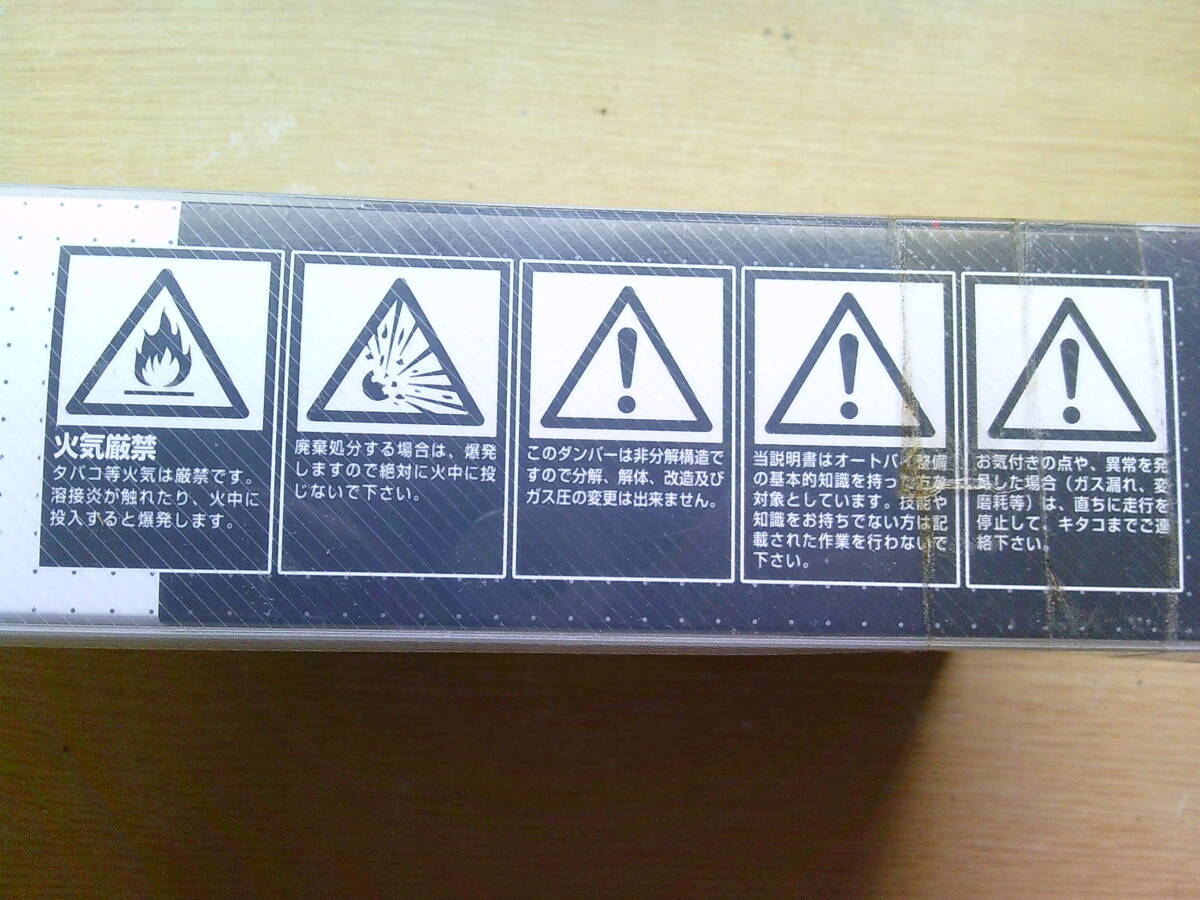 火気厳禁
タバコ等火気は厳禁です。
溶接炎が触れたり、火中に
投入すると爆発します。
廃棄処分する場合は、爆発
しますので絶対に火中に投
じないで下さい。
このダンパーは非分解構造で
すので分解、解体、改造及び
ガス圧の変更は出来ません。
当説明書はオートバイ整備
の基本的知識を持った方を
対象としています。技能や
知識をお持ちでない方は記
載された作業を行わないで
下さい。
お気付きの点や、異常を発
見した場合（ガス漏れ、変
磨耗等）は、直ちに走行を
停止して、キタコまでご連
絡下さい。